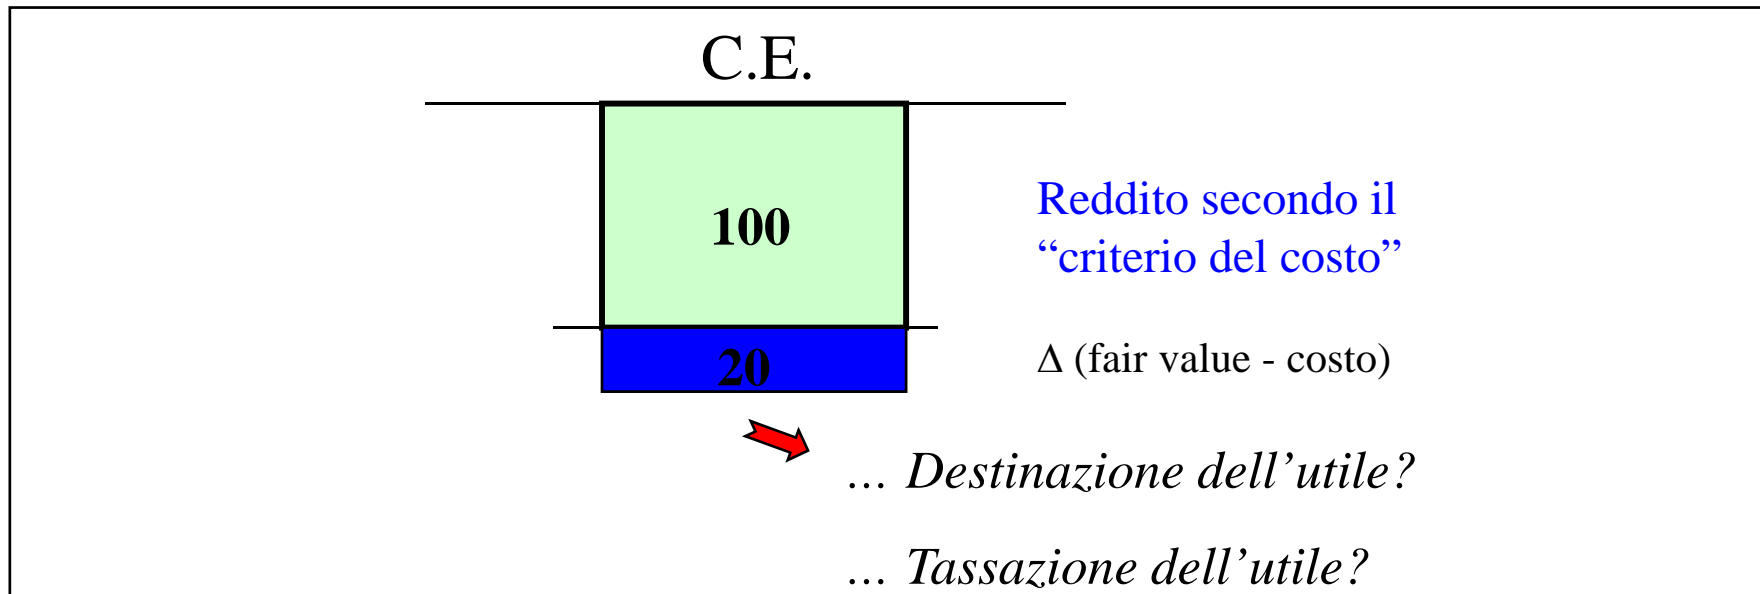 C.E.
100
Reddito secondo il
“criterio del costo”
20
Δ (fair value - costo)
... Destinazione dell’utile?
... Tassazione dell’utile?